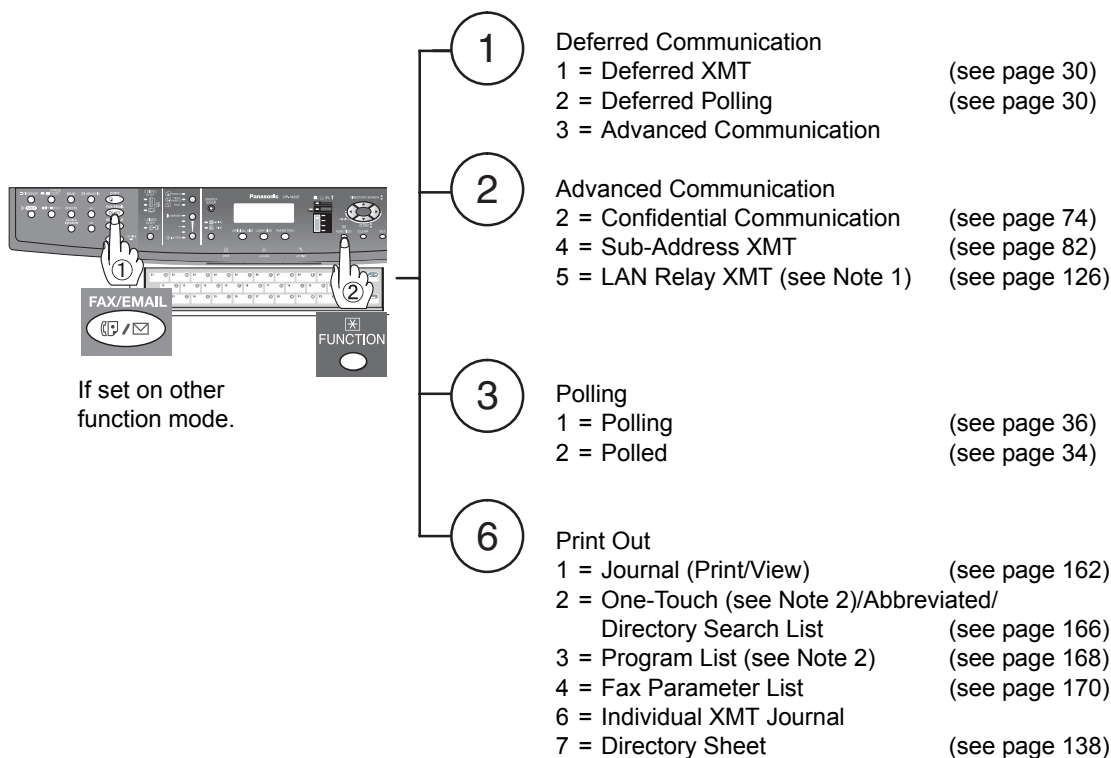 1
Deferred Communication
1 = Deferred XMT (see page 30)
2 = Deferred Polling (see page 30)
3 = Advanced Communication
2
Advanced Communication
2 = Confidential Communication (see page 74)
4 = Sub-Address XMT (see page 82)
5 = LAN Relay XMT (see Note 1) (see page 126)
Panasonic
1
2
FAX/EMAIL
FUNCTION
If set on other
function mode.
3
Polling
1 = Polling (see page 36)
2 = Polled (see page 34)
6
Print Out
1 = Journal (Print/View) (see page 162)
2 = One-Touch (see Note 2)/Abbreviated/
Directory Search List (see page 166)
3 = Program List (see Note 2) (see page 168)
4 = Fax Parameter List (see page 170)
6 = Individual XMT Journal
7 = Directory Sheet (see page 138)